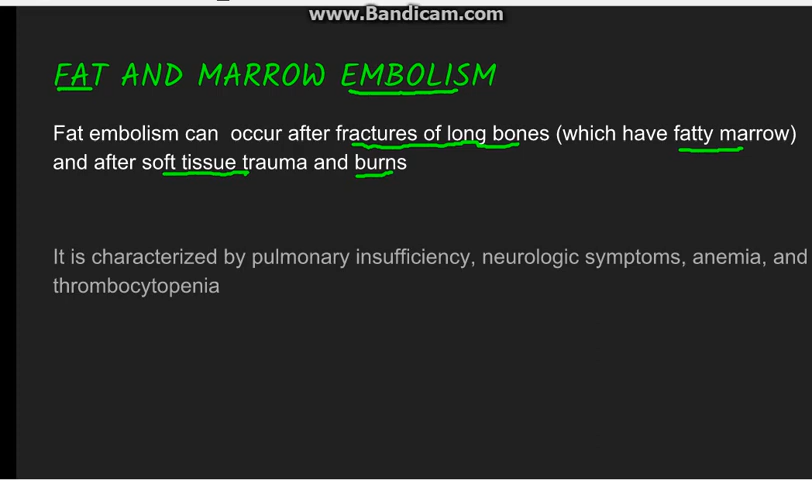 www.Bandicam.com
FAT AND MARROW EMBOLISM
Fat embolism can occur after fractures of long bones (which have fatty marrow)
and after soft tissue trauma and burns
It is characterized by pulmonary insufficiency, neurologic symptoms, anemia, and
thrombocytopenia